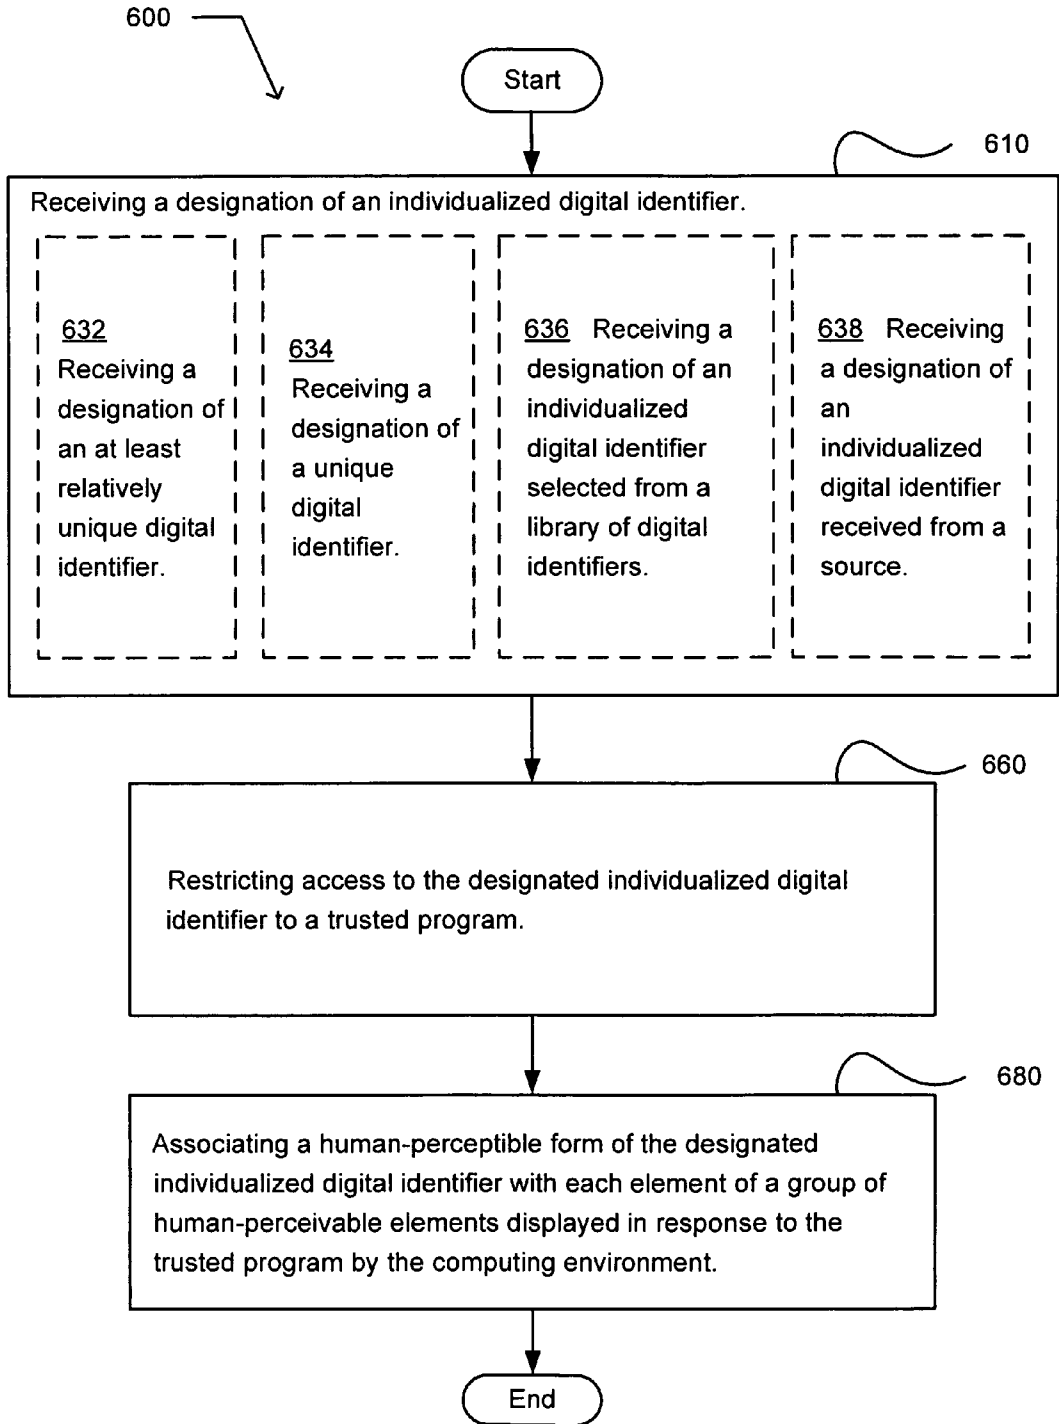 600
Start
610
Receiving a designation of an individualized digital identifier.
632
Receiving a
designation of
an at least
relatively
unique digital
identifier.
634
Receiving a
designation of
a unique
digital
identifier.
636 Receiving a
designation of an
individualized
digital identifier
selected from a
library of digital
identifiers.
638 Receiving
a designation of
an
individualized
digital identifier
received from a
source.
660
Restricting access to the designated individualized digital
identifier to a trusted program.
680
Associating a human-perceptible form of the designated
individualized digital identifier with each element of a group of
human-perceivable elements displayed in response to the
trusted program by the computing environment.
End